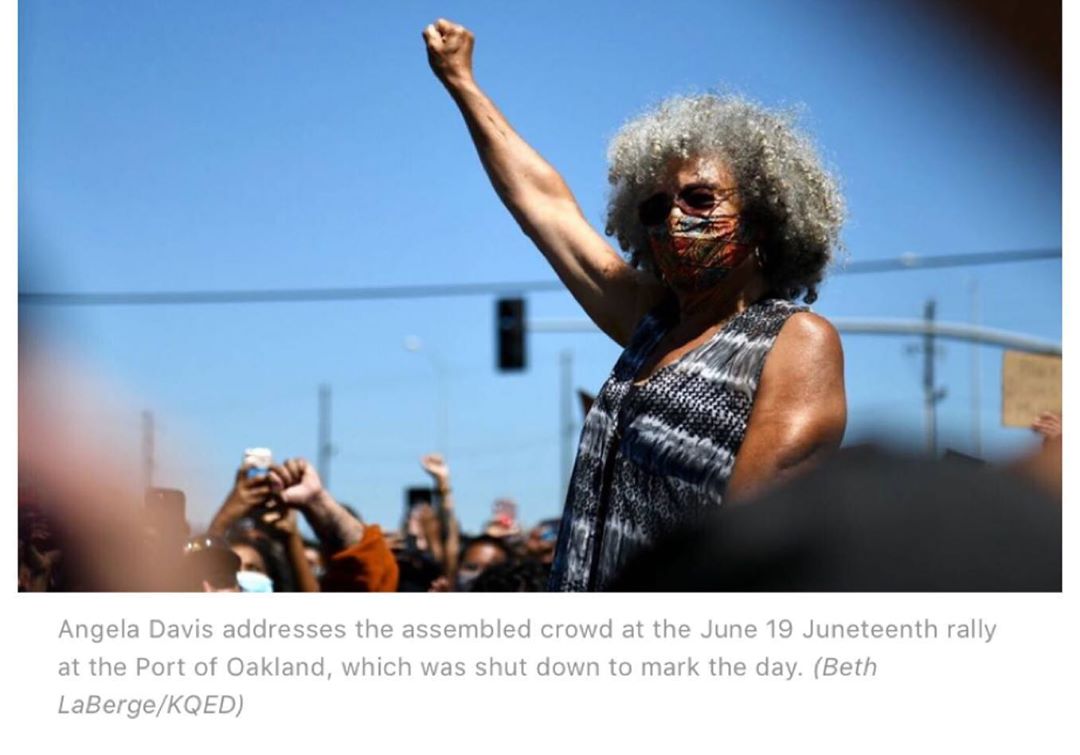 Angela Davis addresses the assembled crowd at the June 19 Juneteenth rally
at the Port of Oakland, which was shut down to mark the day. (Beth
LaBerge/KQED)